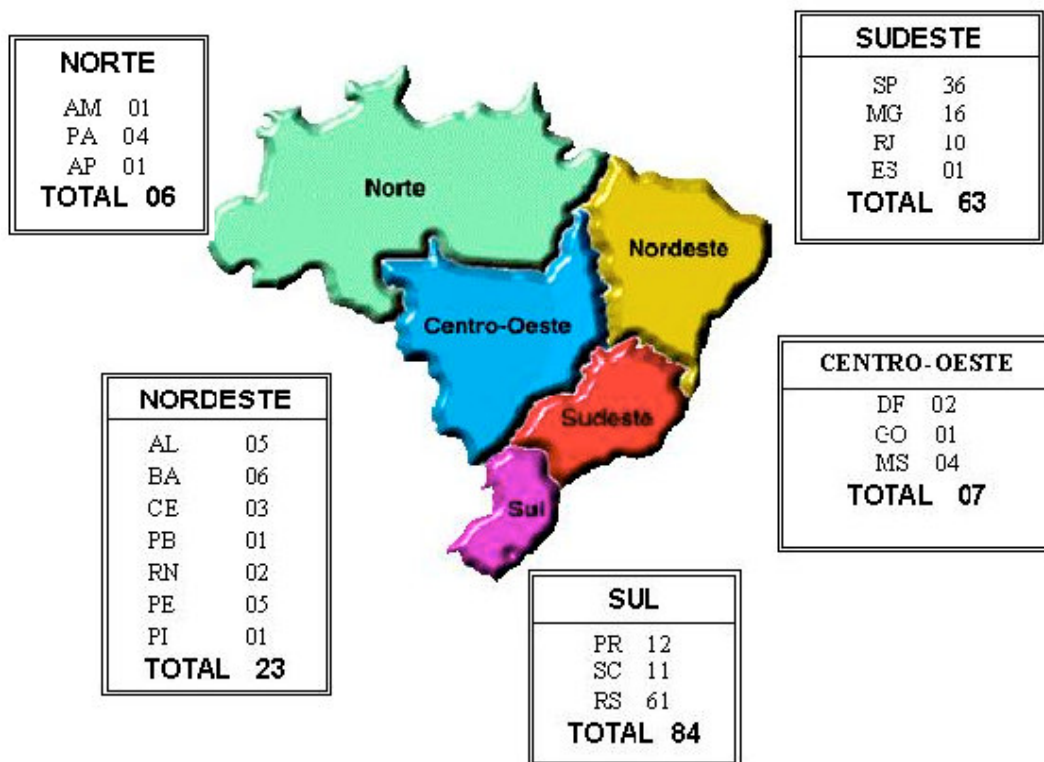 NORTE
AM 01
PA 04
AP 01
TOTAL 06
SUDESTE
SP 36
MG 16
RJ 10
ES 01
TOTAL 63
Norte
Nordeste
Centro-Oeste
Sudeste
Sul
NORDESTE
AL 05
BA 06
CE 03
PB 01
RN 02
PE 05
PI 01
TOTAL 23
CENTRO-OESTE
DF 02
GO 01
MS 04
TOTAL 07
SUL
PR 12
SC 11
RS 61
TOTAL 84